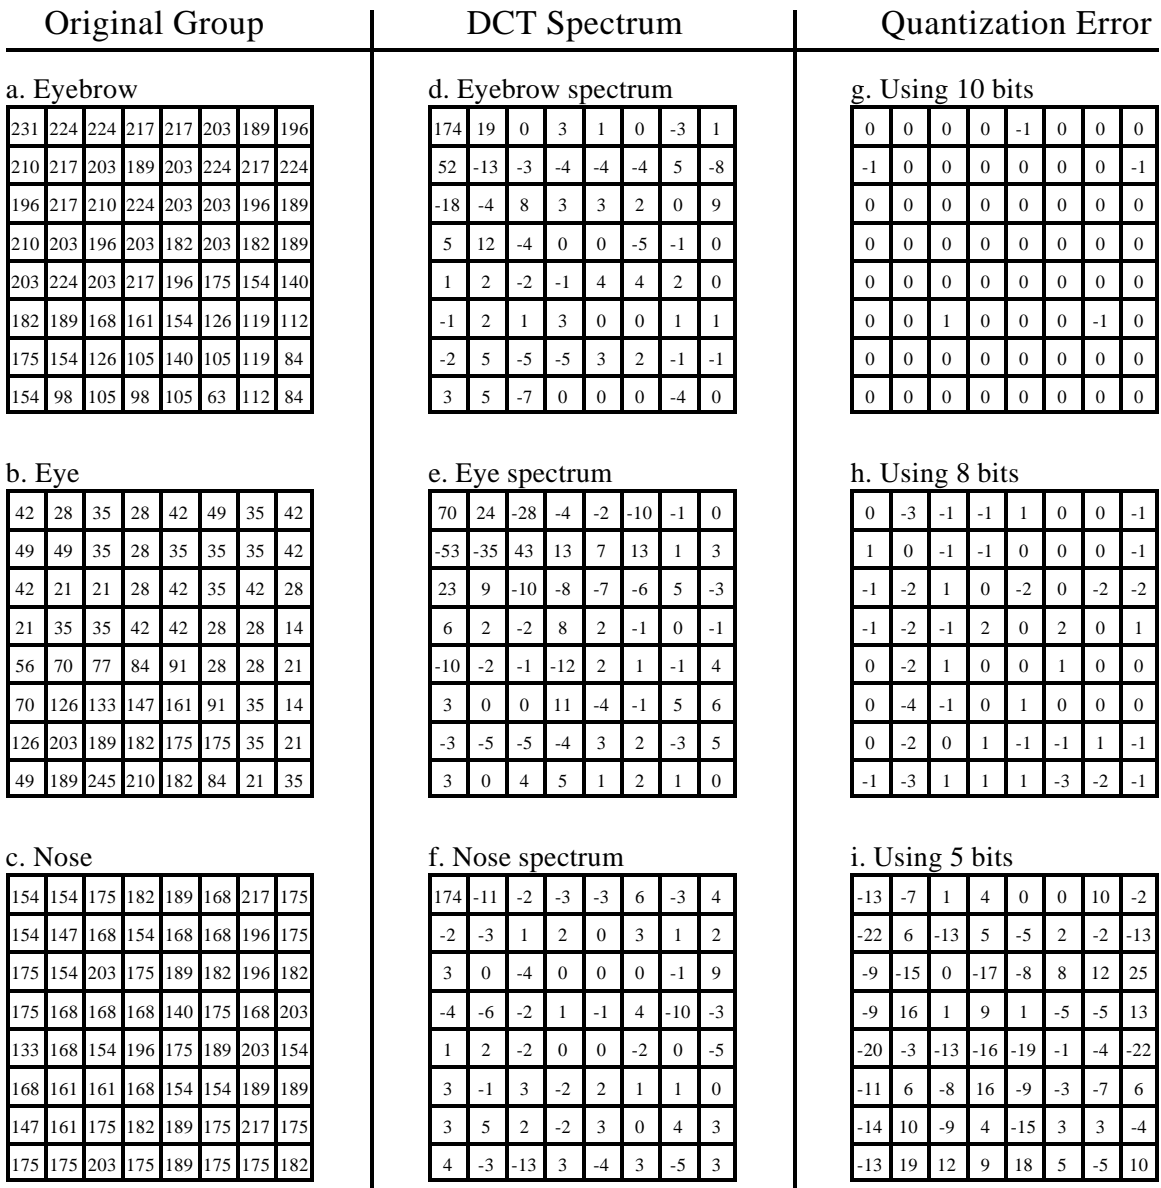 Original Group
DCT Spectrum
Quantization Error
a. Eyebrow
231 224 224 217 217 203 189 196
210 217 203 189 203 224 217 224
196 217 210 224 203 203 196 189
210 203 196 203 182 203 182 189
203 224 203 217 196 175 154 140
182 189 168 161 154 126 119 112
175 154 126 105 140 105 119 84
154 98 105 98 105 63 112 84
b. Eye
42 28 35 28 42 49 35 42
49 49 35 28 35 35 35 42
42 21 21 28 42 35 42 28
21 35 35 42 42 28 28 14
56 70 77 84 91 28 28 21
70 126 133 147 161 91 35 14
126 203 189 182 175 175 35 21
49 189 245 210 182 84 21 35
c. Nose
154 154 175 182 189 168 217 175
154 147 168 154 168 168 196 175
175 154 203 175 189 182 196 182
175 168 168 168 140 175 168 203
133 168 154 196 175 189 203 154
168 161 161 168 154 154 189 189
147 161 175 182 189 175 217 175
175 175 203 175 189 175 175 182
d. Eyebrow spectrum
174 19 0 3 1 0 -3 1
52 -13 -3 -4 -4 -4 5 -8
-18 -4 8 3 3 2 0 9
5 12 -4 0 0 -5 -1 0
1 2 -2 -1 4 4 2 0
-1 2 1 3 0 0 1 1
-2 5 -5 -5 3 2 -1 -1
3 5 -7 0 0 0 -4 0
e. Eye spectrum
70 24 -28 -4 -2 -10 -1 0
-53 -35 43 13 7 13 1 3
23 9 -10 -8 -7 -6 5 -3
6 2 -2 8 2 -1 0 -1
-10 -2 -1 -12 2 1 -1 4
3 0 0 11 -4 -1 5 6
-3 -5 -5 -4 3 2 -3 5
3 0 4 5 1 2 1 0
f. Nose spectrum
174 -11 -2 -3 -3 6 -3 4
-2 -3 1 2 0 3 1 2
3 0 -4 0 0 0 -1 9
-4 -6 -2 1 -1 4 -10 -3
1 2 -2 0 0 -2 0 -5
3 -1 3 -2 2 1 1 0
3 5 2 -2 3 0 4 3
4 -3 -13 3 -4 3 -5 3
g. Using 10 bits
0 0 0 0 -1 0 0 0
-1 0 0 0 0 0 0 -1
0 0 0 0 0 0 0 0
0 0 0 0 0 0 0 0
0 0 0 0 0 0 0 0
0 0 1 0 0 0 -1 0
0 0 0 0 0 0 0 0
0 0 0 0 0 0 0 0
h. Using 8 bits
0 -3 -1 -1 1 0 0 -1
1 0 -1 -1 0 0 0 -1
-1 -2 1 0 -2 0 -2 -2
-1 -2 -1 2 0 2 0 1
0 -2 1 0 0 1 0 0
0 -4 -1 0 1 0 0 0
0 -2 0 1 -1 -1 1 -1
-1 -3 1 1 1 -3 -2 -1
i. Using 5 bits
-13 -7 1 4 0 0 10 -2
-22 6 -13 5 -5 2 -2 -13
-9 -15 0 -17 -8 8 12 25
-9 16 1 9 1 -5 -5 13
-20 -3 -13 -16 -19 -1 -4 -22
-11 6 -8 16 -9 -3 -7 6
-14 10 -9 4 -15 3 3 -4
-13 19 12 9 18 5 -5 10